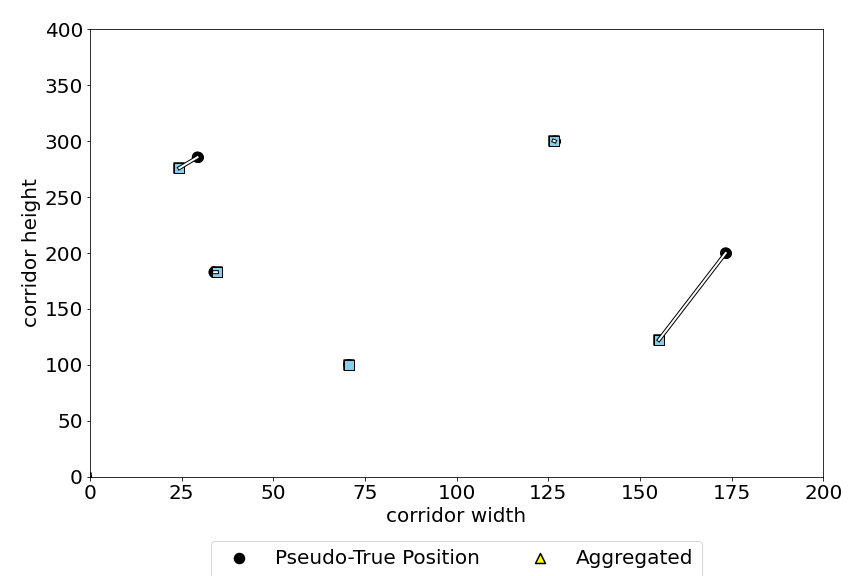 400
350
300
250
200
150
100
50
0
corridor height
0 25 50 75 100 125 150 175 200
corridor width
Pseudo-True Position Aggregated